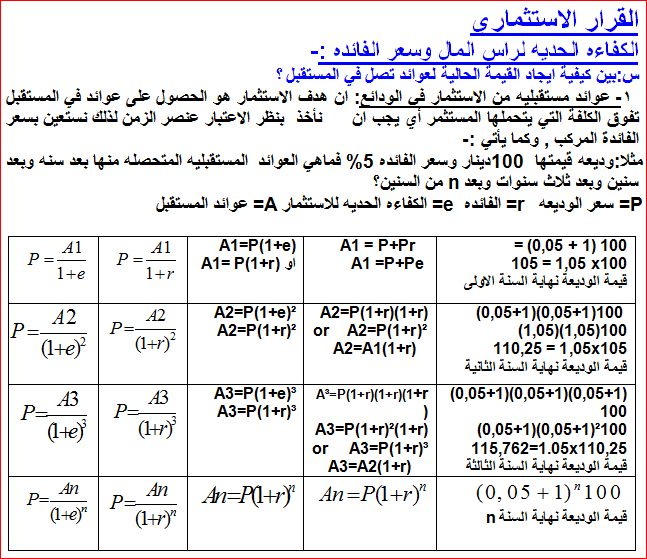 القرار الاستثمارى
الكفاءه الحديه لراس المال وسعر الفائده :-
س:بين كيفية ايجاد القيمة الحالية لعوائد تصل في المستقبل ؟
١- عوائد مستقبليه من الاستثمار في الودائع: ان هدف الاستثمار هو الحصول على عوائد في المستقبل
تفوق الكلفة التي يتحملها المستثمر أي يجب ان نأخذ بنظر الاعتبار عنصر الزمن لذلك نستعين بسعر
الفائدة المركب , وكما يأتي :-
مثلا:وديعه قيمتها 100دينار وسعر الفائده 5% فماهي العوائد المستقبليه المتحصله منها بعد سنه وبعد
سنين وبعد ثلاث سنوات وبعد n من السنين؟
P= سعر الوديعه r= الفائده e= الكفاءه الحديه للاستثمار A= عوائد المستقبل
= (0,05 + 1) 100
105 = 1,05 x100
قيمة الوديعة نهاية السنة الاولى
A1 = P+Pr
A1 =P+Pe
A1=P(1+e)
او A1= P(1+r)
P = A1/1+r
P = A1/1+e
(0,05+1)(0,05+1)100
(1,05)(1,05)100
110,25 = 1,05x105
قيمة الوديعة نهاية السنة الثانية
A2=P(1+r)(1+r)
or A2=P(1+r)²
A2=A1(1+r)
A2=P(1+e)²
A2=P(1+r)²
P = A2/(1+r)²
P = A2/(1+e)²
(0,05+1)(0,05+1)(0,05+1)
100
(0,05+1)(0,05+1)²100
115,762=1.05x110,25
قيمة الوديعة نهاية السنة الثالثة
A³=P(1+r)(1+r)(1+r
)
A3=P(1+r)²(1+r)
or A3=P(1+r)³
A3=A2(1+r)
A3=P(1+e)³
A3=P(1+r)³
P = A3/(1+r)³
P = A3/(1+e)³
(0,05+1)ⁿ100
قيمة الوديعة نهاية السنة n
An = P(1+r)ⁿ
An=P(1+r)ⁿ
P = An/(1+r)ⁿ
P = An/(1+e)ⁿ